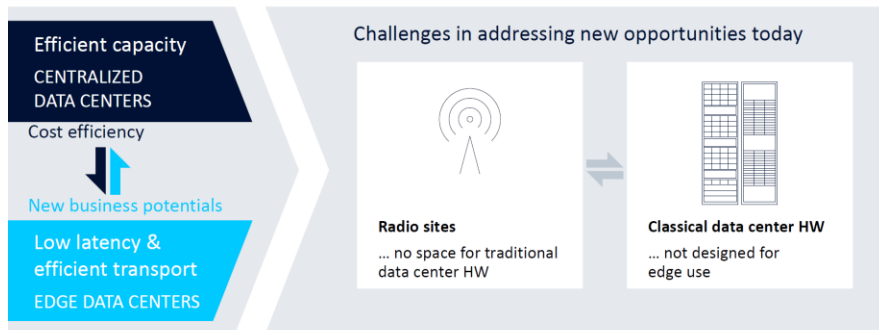 Efficient capacity
CENTRALIZED
DATA CENTERS
Cost efficiency
New business potentials
Low latency &
efficient transport
EDGE DATA CENTERS
Challenges in addressing new opportunities today
Radio sites
... no space for traditional
data center HW
Classical data center HW
... not designed for
edge use